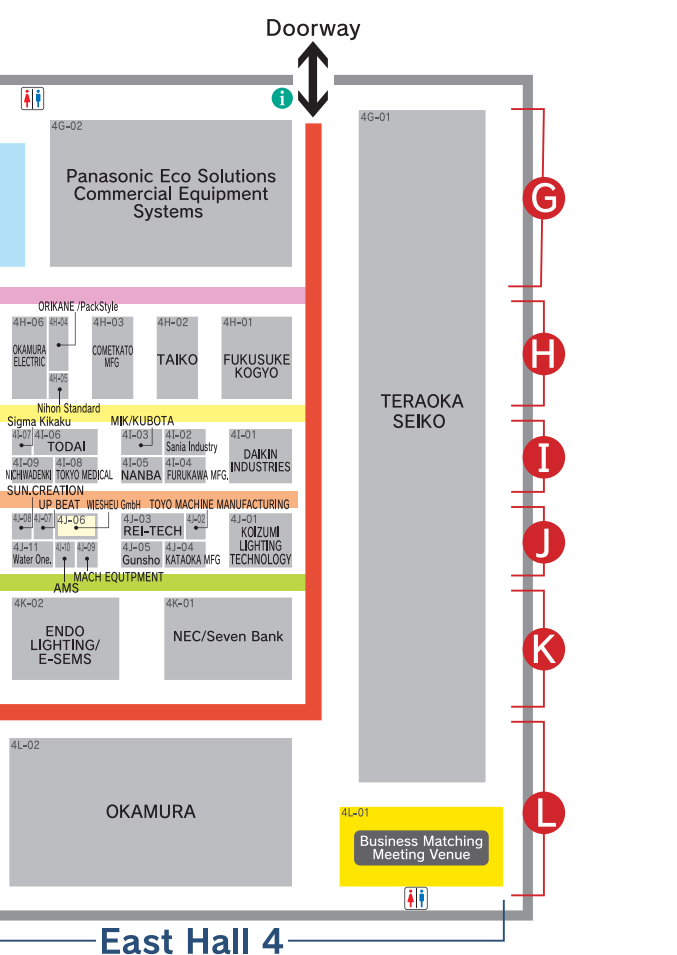 Doorway
i
4G-02
4G-01
Panasonic Eco Solutions
Commercial Equipment
Systems
G
ORIKANE /PackStyle
4H-06
4H-04
4H-03
4H-02
4H-01
OKAMURA
ELECTRIC
COMETKATO
MFG
TAIKO
FUKUSUKE
KOGYO
H
4H-05
TERAOKA
SEIKO
Nihon Standard
Sigma Kikaku
MIK/KUBOTA
4I-07
4I-06
TODAI
4I-03
4I-02
Sania Industry
4I-01
DAIKIN
INDUSTRIES
I
4I-09
NICHIWADENKI
4I-08
TOKYO MEDICAL
4I-05
NANBA
4I-04
FURUKAWA MFG.
SUN.CREATION
UP BEAT
WIESHEU GmbH
TOYO MACHINE MANUFACTURING
4J-08
4J-07
4J-06
4J-03
REI-TECH
4J-02
4J-01
KOIZUMI
LIGHTING
TECHNOLOGY
J
4J-11
Water One.
4J-10
4J-09
4J-05
Gunsho
4J-04
KATAOKA MFG
MACH EQUTPMENT
AMS
4K-02
4K-01
ENDO
LIGHTING/
E-SEMS
NEC/Seven Bank
K
4L-02
OKAMURA
L
4L-01
Business Matching
Meeting Venue
East Hall 4